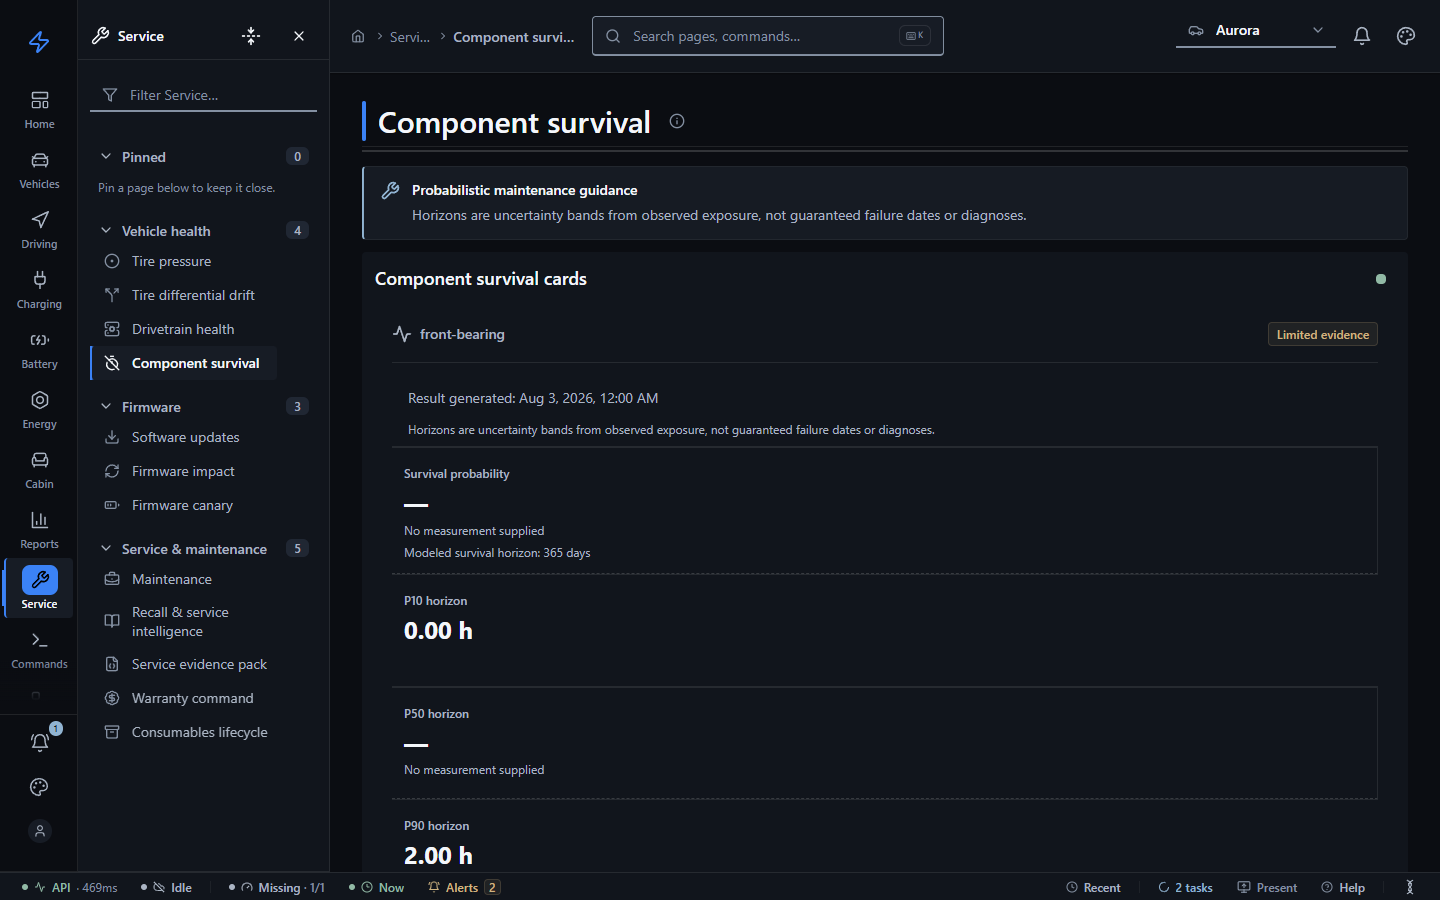 Home
Vehicles
Driving
Charging
Battery
Energy
Cabin
Reports
Service
Commands
1
Service
Filter Service...
Pinned 0
Pin a page below to keep it close.
Vehicle health 4
Tire pressure
Tire differential drift
Drivetrain health
Component survival
Firmware 3
Software updates
Firmware impact
Firmware canary
Service & maintenance 5
Maintenance
Recall & service
intelligence
Service evidence pack
Warranty command
Consumables lifecycle
Servi... Component survi...
Search pages, commands... K
Aurora
Component survival
Probabilistic maintenance guidance
Horizons are uncertainty bands from observed exposure, not guaranteed failure dates or diagnoses.
Component survival cards
front-bearing
Limited evidence
Result generated: Aug 3, 2026, 12:00 AM
Horizons are uncertainty bands from observed exposure, not guaranteed failure dates or diagnoses.
Survival probability
—
No measurement supplied
Modeled survival horizon: 365 days
P10 horizon
0.00 h
P50 horizon
—
No measurement supplied
P90 horizon
2.00 h
API · 469ms Idle Missing · 1/1 Now Alerts 2 Recent 2 tasks Present Help